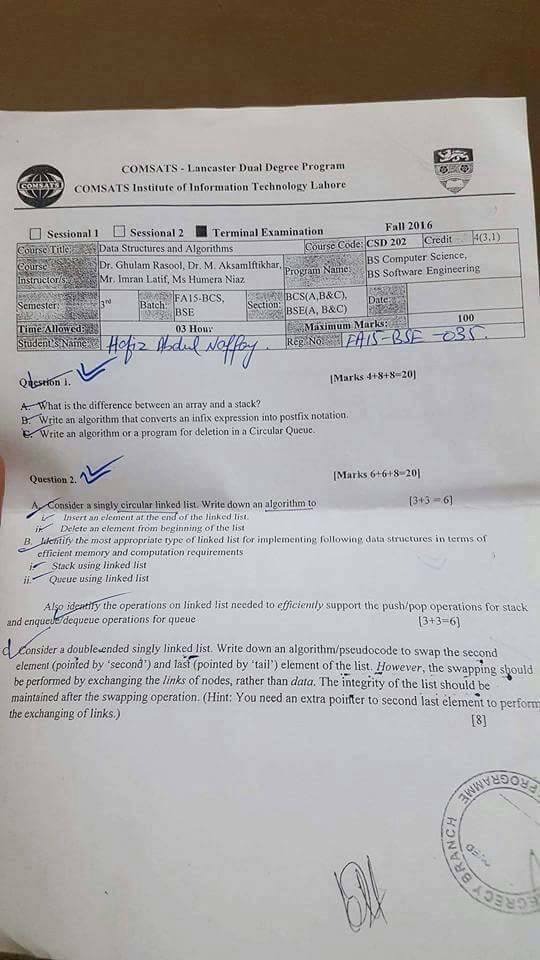 COMSATS
COMSATS - Lancaster Dual Degree Program
COMSATS Institute of Information Technology Lahore
Sessional 1 Sessional 2 Terminal Examination Fall 2016
Course Title: Data Structures and Algorithms Course Code: CSD 202 Credit 4(3,1)
Course Instructor/s: Dr. Ghulam Rasool, Dr. M. AksamIftikhar, Mr. Imran Latif, Ms Humera Niaz Program Name: BS Computer Science, BS Software Engineering
Semester: 3rd Batch: FA15-BCS, BSE Section: BCS(A,B&C), BSE(A, B&C) Date:
Time Allowed: 03 Hour Maximum Marks: 100
Student's Name: Hafiz Abdul Naffay. Reg. No: FA15-BSE-035.
Question 1. [Marks 4+8+8=20]
A. What is the difference between an array and a stack?
B. Write an algorithm that converts an infix expression into postfix notation.
C. Write an algorithm or a program for deletion in a Circular Queue.
Question 2. [Marks 6+6+8=20]
A. Consider a singly circular linked list. Write down an algorithm to [3+3 = 6]
i. Insert an element at the end of the linked list.
ii. Delete an element from beginning of the list
B. Identify the most appropriate type of linked list for implementing following data structures in terms of
efficient memory and computation requirements
i. Stack using linked list
ii. Queue using linked list
Also identify the operations on linked list needed to efficiently support the push/pop operations for stack
and enqueue/dequeue operations for queue [3+3=6]
C Consider a double-ended singly linked list. Write down an algorithm/pseudocode to swap the second
element (pointed by 'second') and last (pointed by 'tail') element of the list. However, the swapping should
be performed by exchanging the links of nodes, rather than data. The integrity of the list should be
maintained after the swapping operation. (Hint: You need an extra pointer to second last element to perform
the exchanging of links.) [8]
SECRECY BRANCH
PROGRAMME